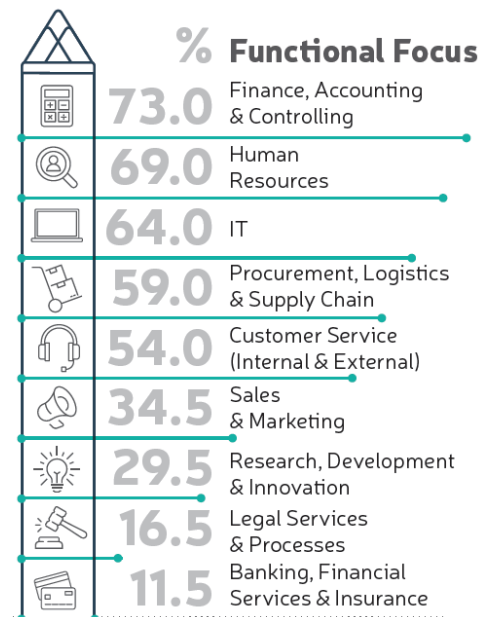 % Functional Focus
73.0 Finance, Accounting
& Controlling
69.0 Human
Resources
64.0 IT
59.0 Procurement, Logistics
& Supply Chain
54.0 Customer Service
(Internal & External)
34.5 Sales
& Marketing
29.5 Research, Development
& Innovation
16.5 Legal Services
& Processes
11.5 Banking, Financial
Services & Insurance